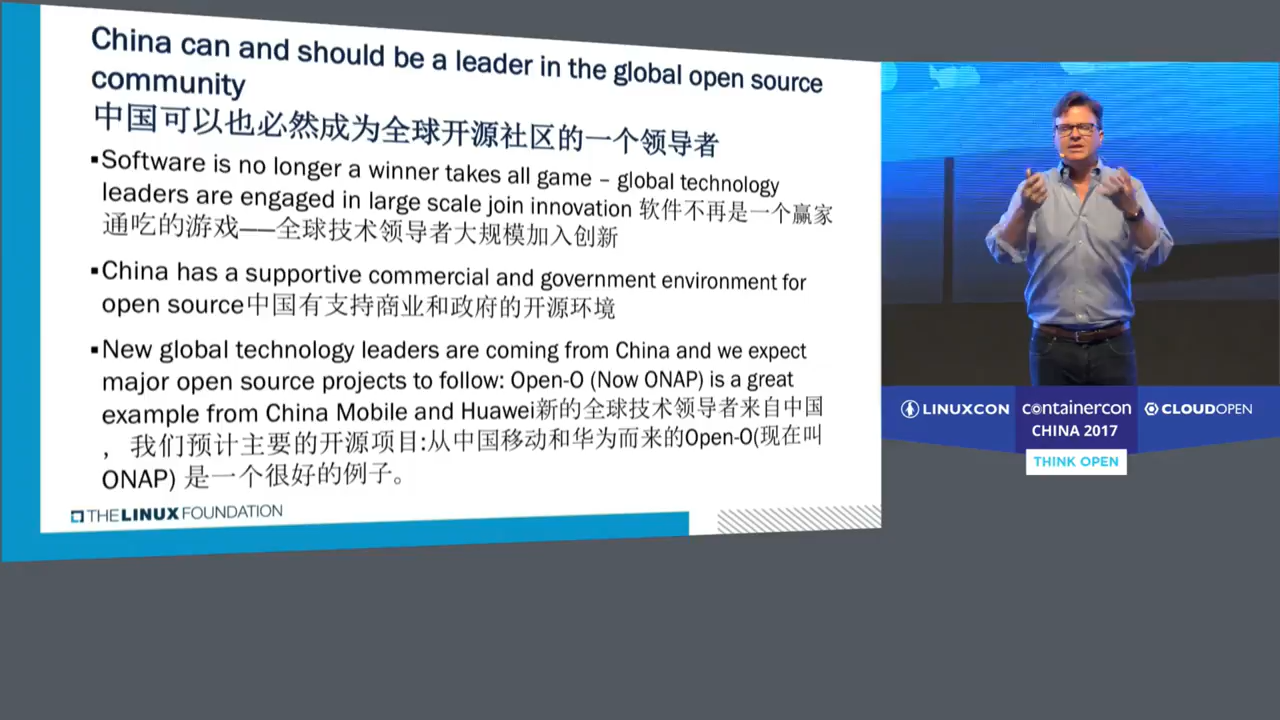 China can and should be a leader in the global open source
community
中国可以也必然成为全球开源社区的一个领导者
▪Software is no longer a winner takes all game – global technology
leaders are engaged in large scale join innovation 软件不再是一个赢家
通吃的游戏——全球技术领导者大规模加入创新
▪China has a supportive commercial and government environment for
open source中国有支持商业和政府的开源环境
▪New global technology leaders are coming from China and we expect
major open source projects to follow: Open-O (Now ONAP) is a great
example from China Mobile and Huawei新的全球技术领导者来自中国
，我们预计主要的开源项目:从中国移动和华为而来的Open-O(现在叫
ONAP) 是一个很好的例子。
THE LINUX FOUNDATION
LINUXCON
containercon
CLOUDOPEN
CHINA 2017
THINK OPEN